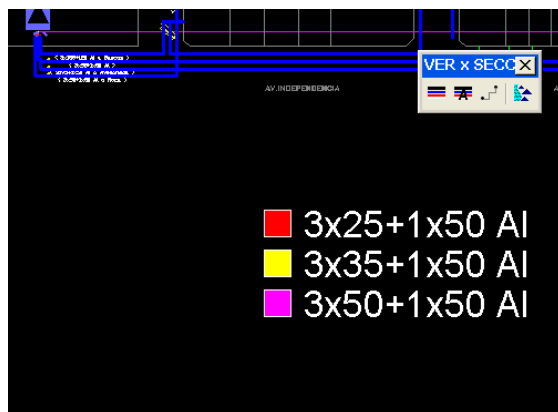 VER x SECC
AV.INDEPENDENCIA
3x25+1x50 Al
3x35+1x50 Al
3x50+1x50 Al